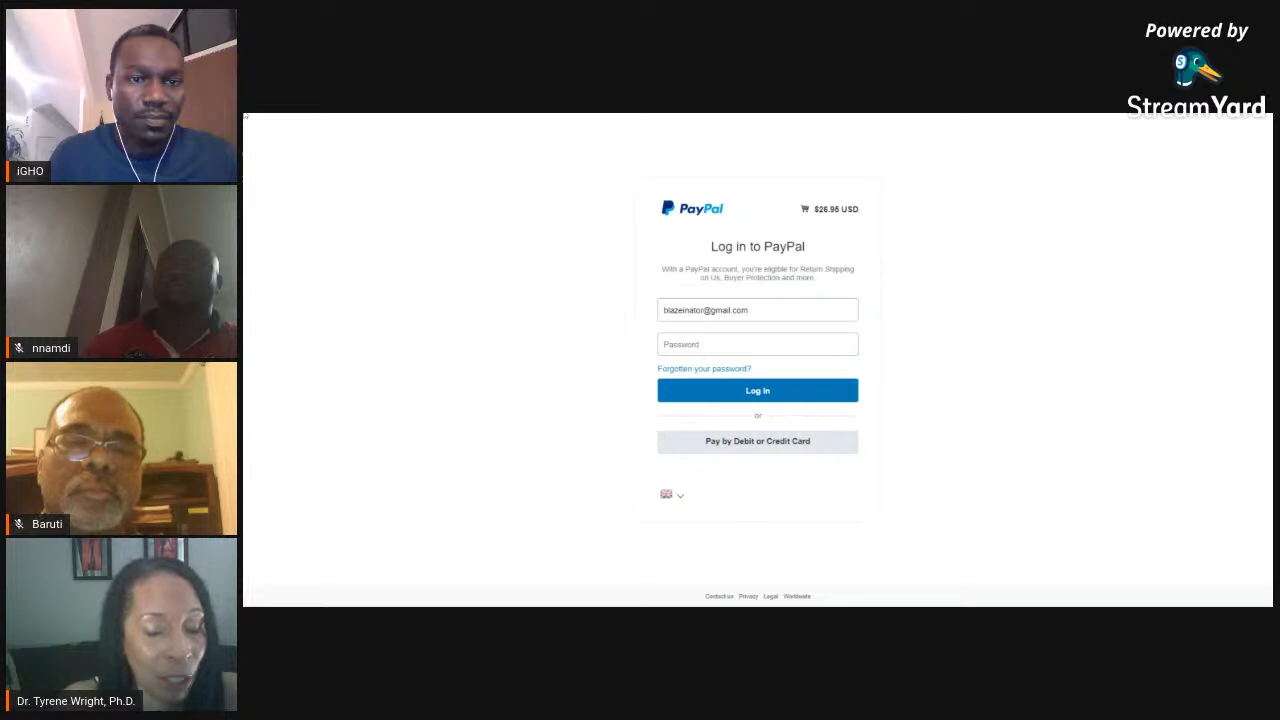 Powered by
StreamYard
iGHO
nnamdi
Baruti
Dr. Tyrene Wright, Ph.D.
PayPal
$26.95 USD
Log in to PayPal
With a PayPal account, you're eligible for Return Shipping
on Us, Buyer Protection and more.
blazeinator@gmail.com
Password
Forgotten your password?
Log In
or
Pay by Debit or Credit Card
Contact us Privacy Legal Worldwide